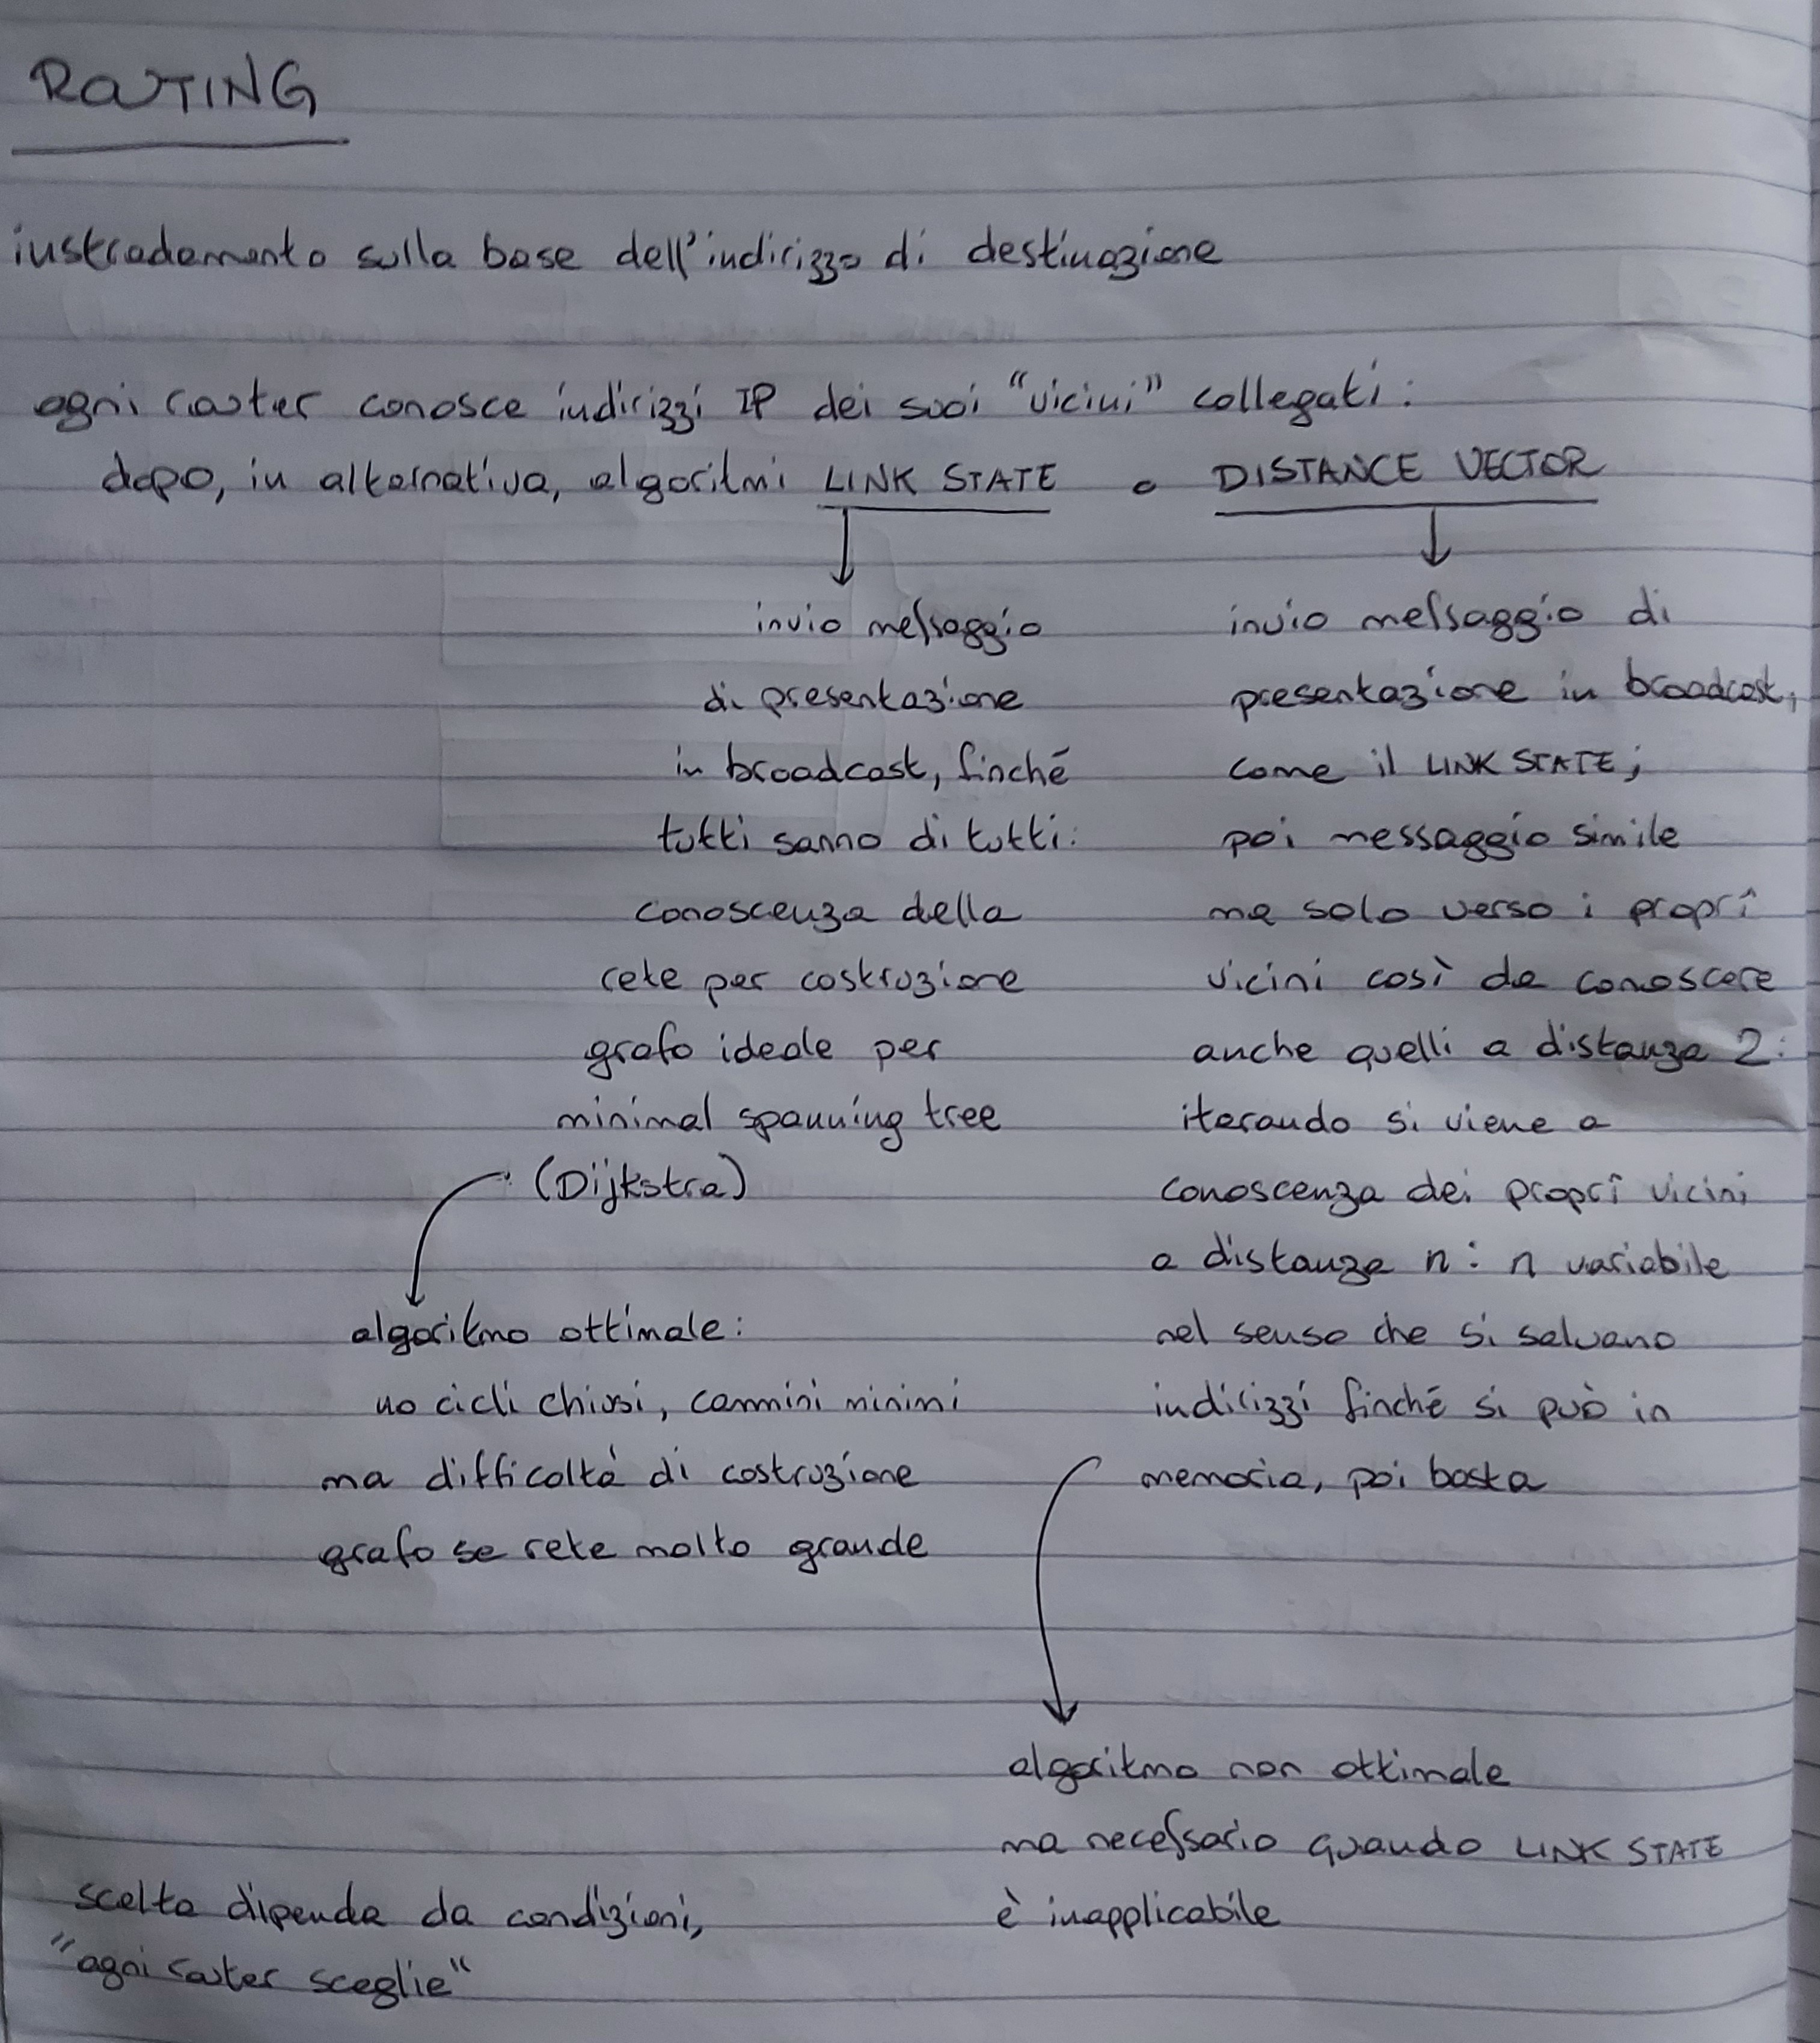 ROUTING
instradamento sulla base dell'indirizzo di destinazione
ogni router conosce indirizzi IP dei suoi "vicini" collegati:
dopo, in alternativa, algoritmi LINK STATE o DISTANCE VECTOR
invio messaggio
di presentazione
in broadcast, finché
tutti sanno di tutti:
conoscenza della
rete per costruzione
grafo ideale per
minimal spanning tree
(Dijkstra)
algoritmo ottimale:
no cicli chiusi, cammini minimi
ma difficoltà di costruzione
grafo se rete molto grande
invio messaggio di
presentazione in broadcast,
come il LINK STATE;
poi messaggio simile
ma solo verso i proprî
vicini così da conoscere
anche quelli a distanza 2:
iterando si viene a
conoscenza dei proprî vicini
a distanza n: n variabile
nel senso che si salvano
indirizzi finché si può in
memoria, poi basta
algoritmo non ottimale
ma necessario quando LINK STATE
è inapplicabile
scelta dipende da condizioni,
"ogni router sceglie"